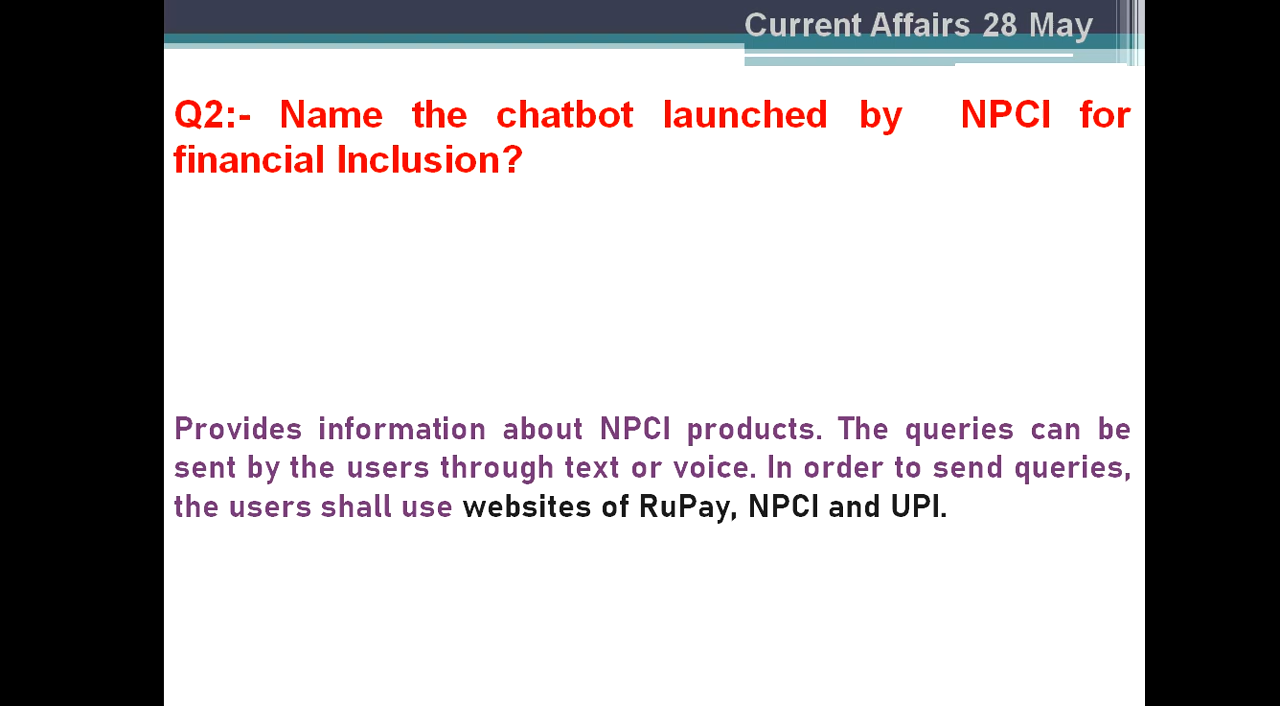 Current Affairs 28 May
Q2:- Name the chatbot launched by NPCI for
financial Inclusion?
Provides information about NPCI products. The queries can be
sent by the users through text or voice. In order to send queries,
the users shall use websites of RuPay, NPCI and UPI.